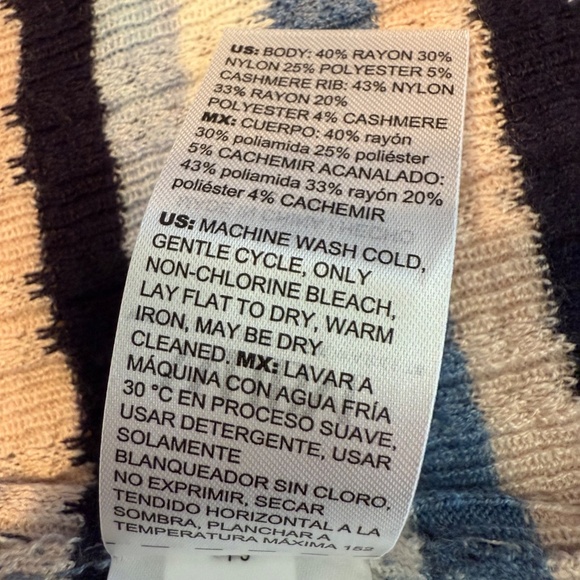 US: BODY: 40% RAYON 30%
NYLON 25% POLYESTER 5%
CASHMERE RIB: 43% NYLON
33% RAYON 20%
POLYESTER 4% CASHMERE
MX: CUERPO: 40% rayón
30% poliamida 25% poliéster
5% CACHEMIR ACANALADO:
43% poliamida 33% rayón 20%
poliéster 4% CACHEMIR
US: MACHINE WASH COLD,
GENTLE CYCLE, ONLY
NON-CHLORINE BLEACH,
LAY FLAT TO DRY, WARM
IRON, MAY BE DRY
CLEANED. MX: LAVAR A
MÁQUINA CON AGUA FRÍA
30 °C EN PROCESO SUAVE,
USAR DETERGENTE, USAR
SOLAMENTE
BLANQUEADOR SIN CLORO,
NO EXPRIMIR, SECAR
TENDIDO HORIZONTAL A LA
SOMBRA, PLANCHAR A
TEMPERATURA MÁXIMA 152